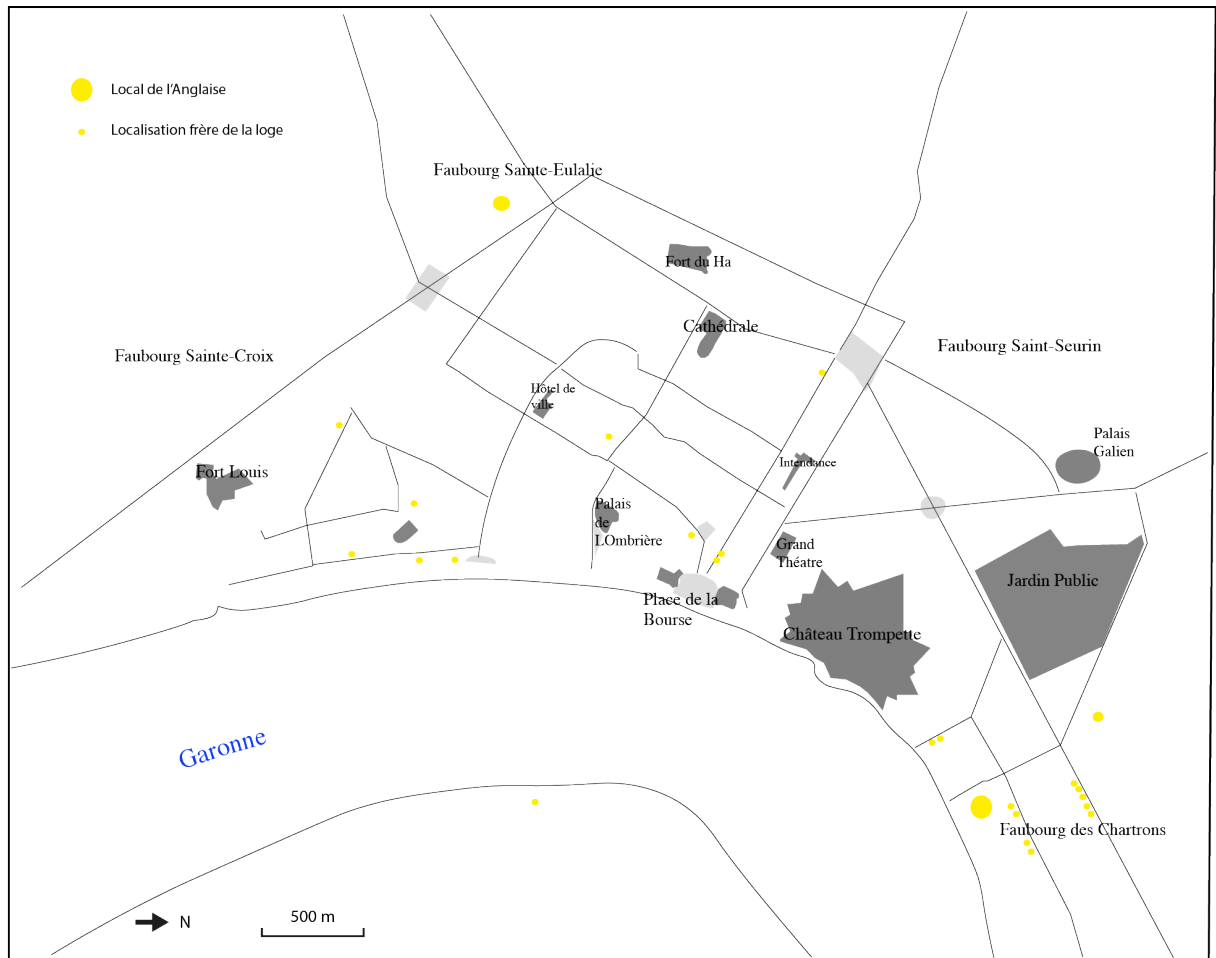 Local de l'Anglaise
Localisation frère de la loge
Faubourg Sainte-Eulalie
Fort du Ha
Cathédrale
Faubourg Sainte-Croix
Faubourg Saint-Seurin
Hôtel de
ville
Palais
Galien
Fort Louis
Intendance
Palais
de
LOmbrière
Grand
Théatre
Jardin Public
Place de la
Bourse
Château Trompette
Garonne
Faubourg des Chartrons
N
500 m